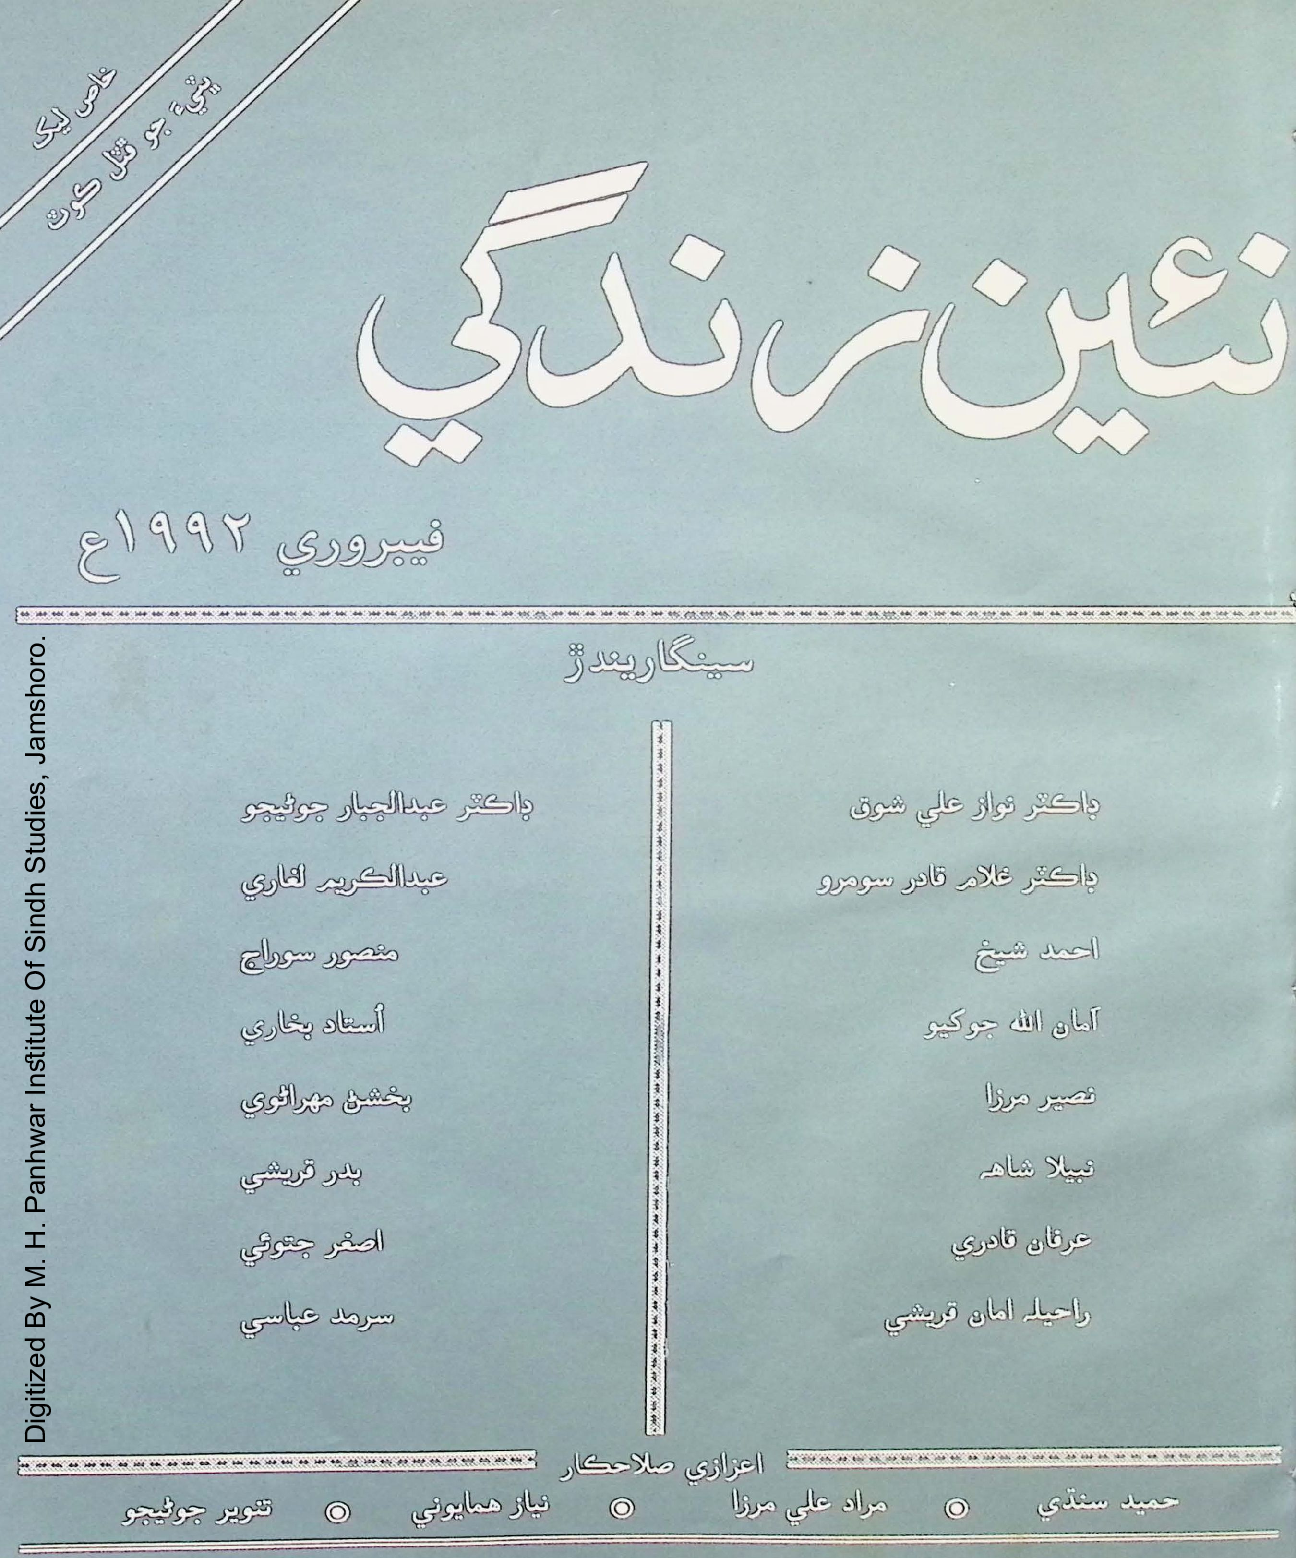 خاص ليک
ٻٽيءَ جو قتل ڪوٽ
نئين زندگي
فيبروري ١٩٩٢ع
سينگاريندڙ
ڊاڪٽر نواز علي شوق
ڊاڪٽر غلام قادر سومرو
احمد شيخ
امان الله جوکيو
نصير مرزا
نبيلا شاهه
عرفان قادري
راحيله امان قريشي
ڊاڪٽر عبدالجبار جوڻيجو
عبدالڪريم لغاري
منصور سوراج
اُستاد بخاري
بخشڻ مهراڻوي
بدر قريشي
اصغر جتوئي
سرمد عباسي
اعزازي صلاحڪار
حميد سنڌي ◉ مراد علي مرزا ◉ نياز همايوني ◉ تنوير جوڻيجو
Digitized By M. H. Panhwar Institute Of Sindh Studies, Jamshoro.